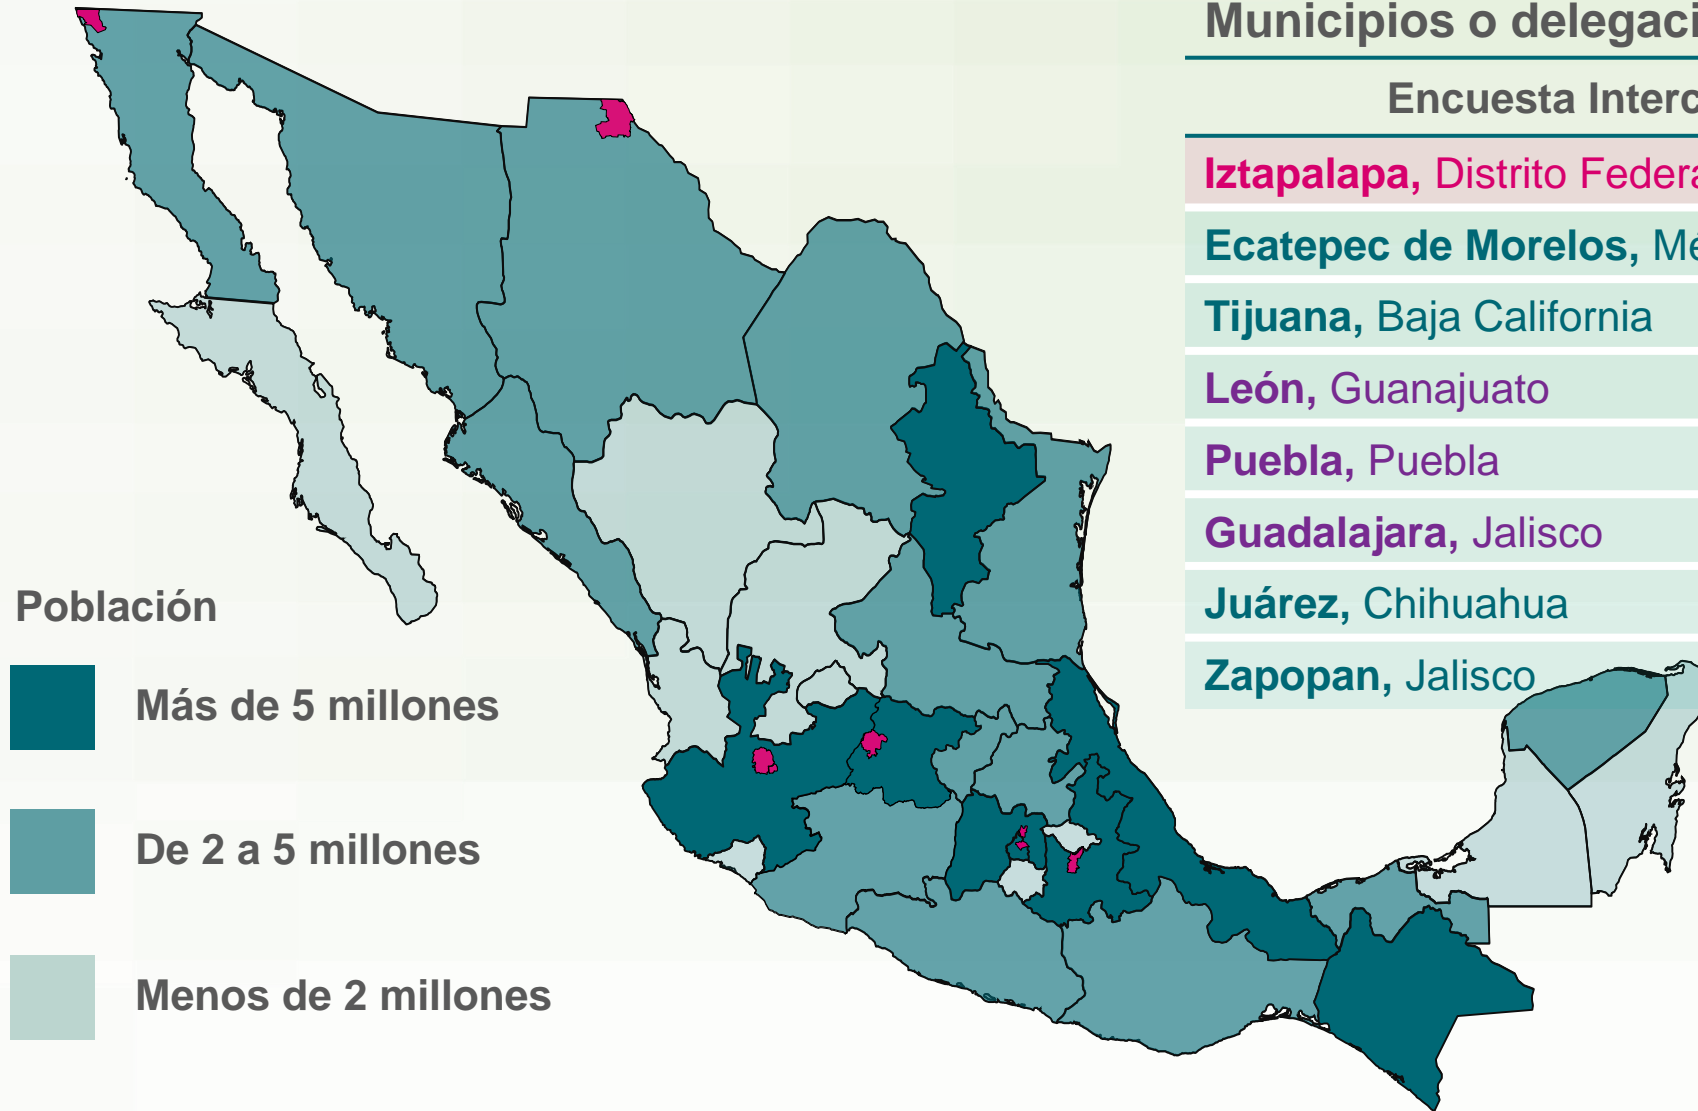 Municipios o delegaci
Encuesta Interc
Iztapalapa, Distrito Federa
Ecatepec de Morelos, Mé
Tijuana, Baja California
León, Guanajuato
Puebla, Puebla
Guadalajara, Jalisco
Juárez, Chihuahua
Zapopan, Jalisco
Población
Más de 5 millones
De 2 a 5 millones
Menos de 2 millones